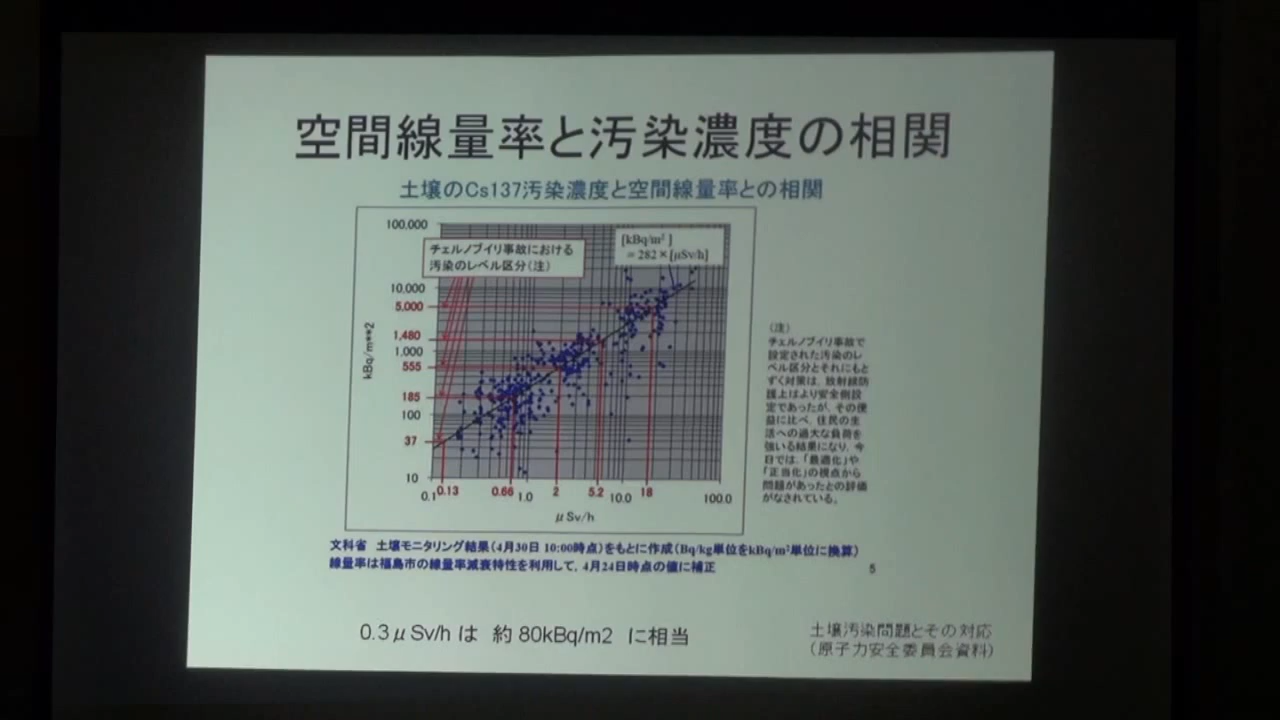 空間線量率と汚染濃度の相関
土壌のCs137汚染濃度と空間線量率との相関
100,000
チェルノブイリ事故における
汚染のレベル区分(注)
[kBq/m²]
=282×[μSv/h]
10,000
5,000
1,480
1,000
555
185
100
37
10
kBq/m**2
0.1
0.13
0.66
1.0
2
5.2
10.0
18
100.0
μSv/h
(注)
チェルノブイリ事故で
設定された汚染のレ
ベル区分とそれにもと
ずく対策は、放射線防
護上はより安全側設
定であったが、その便
益に比べ、住民の生
活への過大な負荷を
強いる結果になり、今
日では、「最適化」や
「正当化」の視点から
問題があったとの評価
がなされている。
文科省 土壌モニタリング結果(4月30日 10:00時点)をもとに作成(Bq/kg単位をkBq/m²単位に換算)
線量率は福島市の線量率減衰特性を利用して、4月24日時点の値に補正
5
0.3μSv/h は 約 80kBq/m2 に相当
土壌汚染問題とその対応
(原子力安全委員会資料)